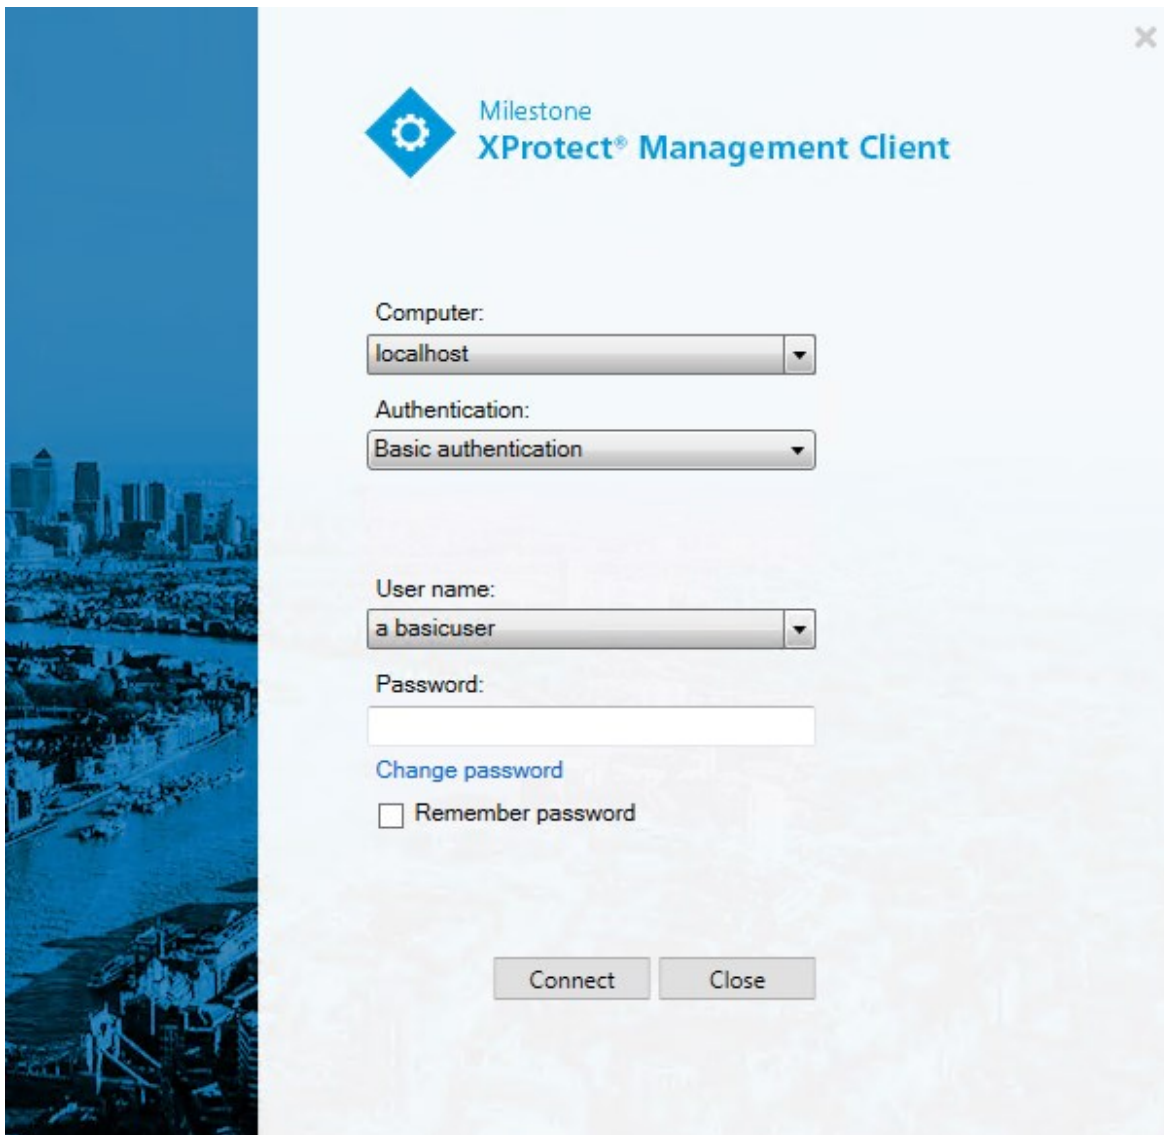 Milestone
XProtect® Management Client
Computer:
localhost
Authentication:
Basic authentication
User name:
a basicuser
Password:
Change password
Remember password
Connect Close